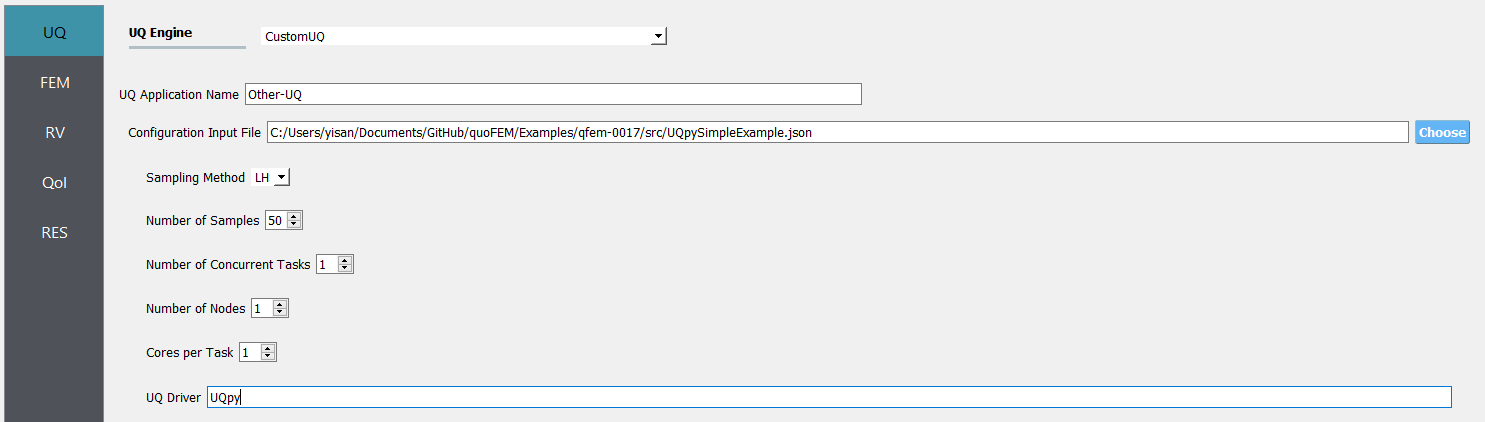 UQ
FEM
RV
QoI
RES
UQ Engine CustomUQ
UQ Application Name Other-UQ
Configuration Input File C:/Users/yisan/Documents/GitHub/quoFEM/Examples/qfem-0017/src/UQpySimpleExample.json Choose
Sampling Method LH
Number of Samples 50
Number of Concurrent Tasks 1
Number of Nodes 1
Cores per Task 1
UQ Driver UQpy